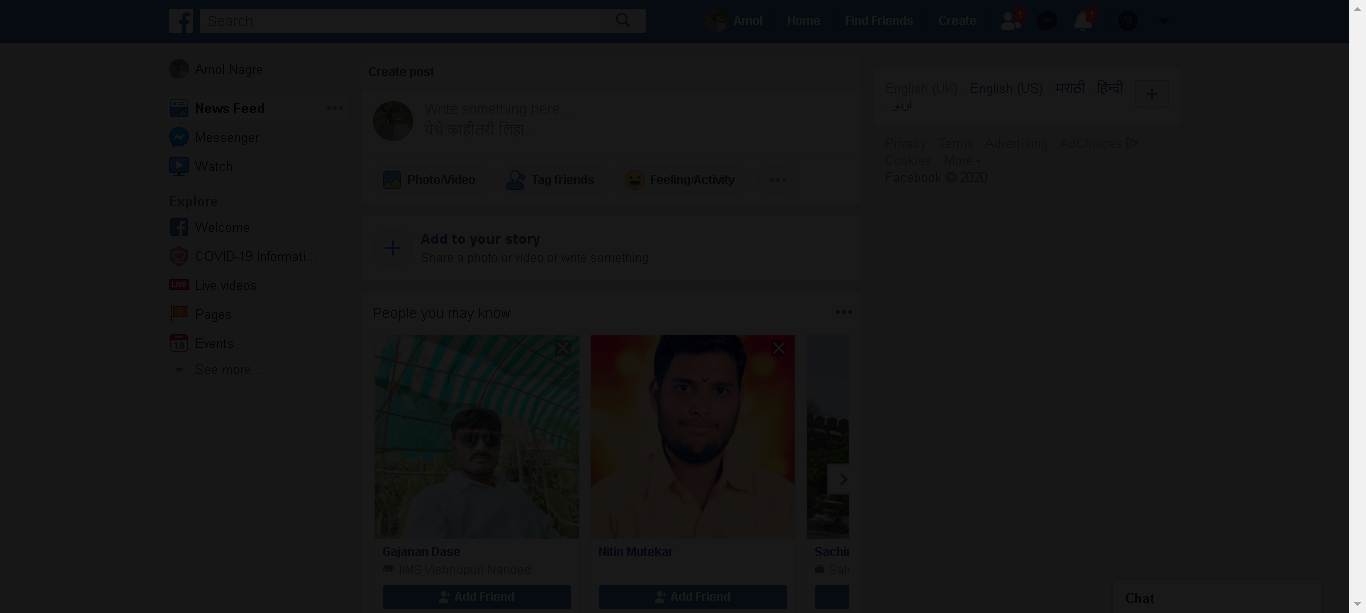 Search
Amol
Home
Find Friends
Create
1
1
Amol Nagre
News Feed
Messenger
Watch
Explore
Welcome
COVID-19 Informati...
Live videos
Pages
Events
18
See more...
Create post
Write something here...
येथे काहीतरी लिहा...
Photo/Video
Tag friends
Feeling/Activity
Add to your story
Share a photo or video or write something
People you may know
Gajanan Dase
IIMS Vishnupuri Nanded
Add Friend
Nitin Mutekar
Add Friend
Sachin
English (UK) English (US) मराठी हिन्दी
اردو
Privacy Terms Advertising AdChoices
Cookies More
Facebook © 2020
Chat